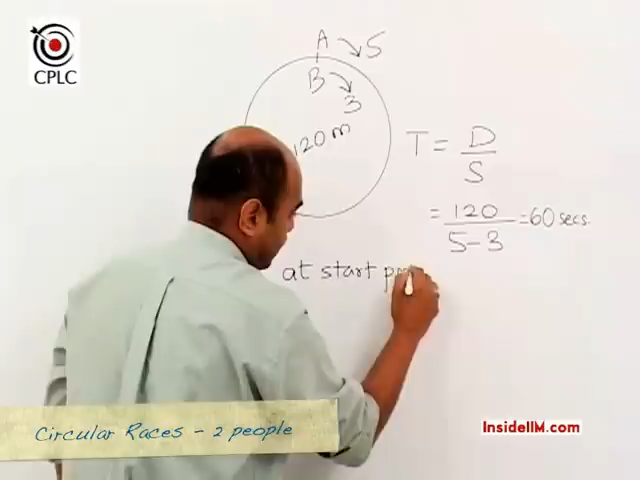 CPLC
A 5
B
3
120 m
T = D/S
= 120/5-3 = 60 secs
at start
Circular Races - 2 people
InsideIIM.com